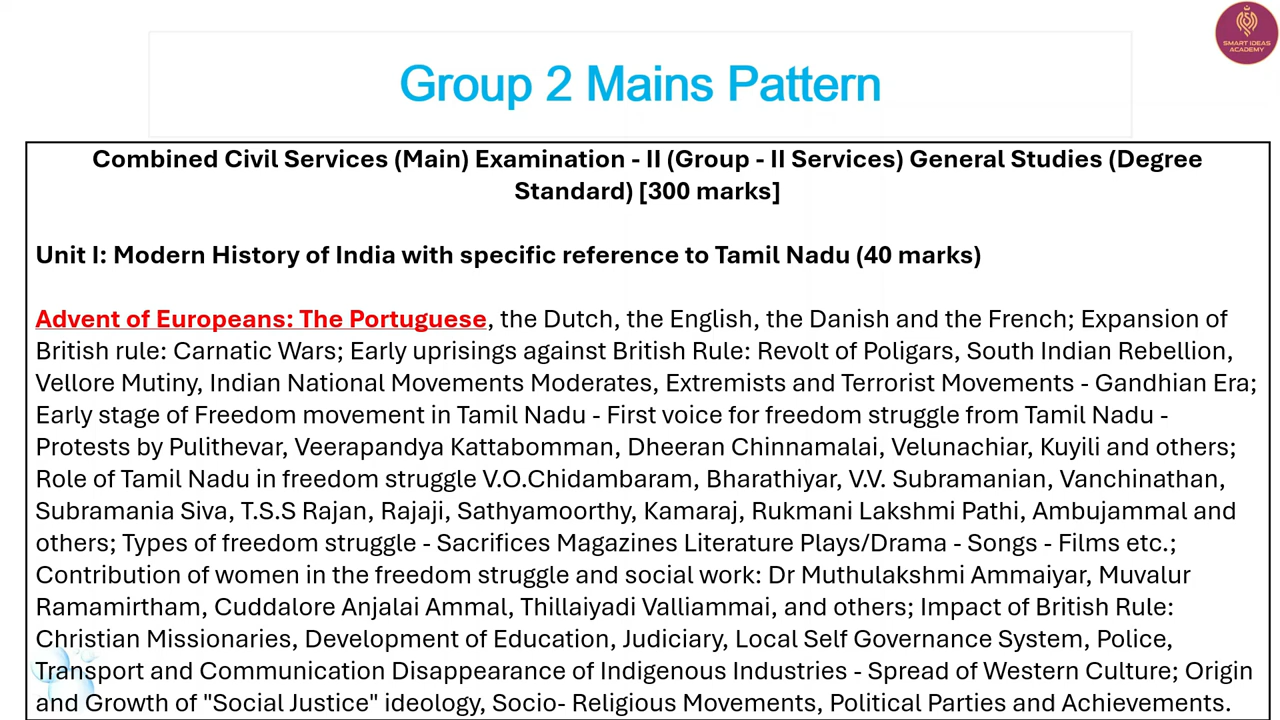 SMART IDEAS
ACADEMY
Group 2 Mains Pattern
Combined Civil Services (Main) Examination - II (Group - II Services) General Studies (Degree
Standard) [300 marks]
Unit I: Modern History of India with specific reference to Tamil Nadu (40 marks)
Advent of Europeans: The Portuguese, the Dutch, the English, the Danish and the French; Expansion of
British rule: Carnatic Wars; Early uprisings against British Rule: Revolt of Poligars, South Indian Rebellion,
Vellore Mutiny, Indian National Movements Moderates, Extremists and Terrorist Movements - Gandhian Era;
Early stage of Freedom movement in Tamil Nadu - First voice for freedom struggle from Tamil Nadu -
Protests by Pulithevar, Veerapandya Kattabomman, Dheeran Chinnamalai, Velunachiar, Kuyili and others;
Role of Tamil Nadu in freedom struggle V.O.Chidambaram, Bharathiyar, V.V. Subramanian, Vanchinathan,
Subramania Siva, T.S.S Rajan, Rajaji, Sathyamoorthy, Kamaraj, Rukmani Lakshmi Pathi, Ambujammal and
others; Types of freedom struggle - Sacrifices Magazines Literature Plays/Drama - Songs - Films etc.;
Contribution of women in the freedom struggle and social work: Dr Muthulakshmi Ammaiyar, Muvalur
Ramamirtham, Cuddalore Anjalai Ammal, Thillaiyadi Valliammai, and others; Impact of British Rule:
Christian Missionaries, Development of Education, Judiciary, Local Self Governance System, Police,
Transport and Communication Disappearance of Indigenous Industries - Spread of Western Culture; Origin
and Growth of "Social Justice" ideology, Socio- Religious Movements, Political Parties and Achievements.